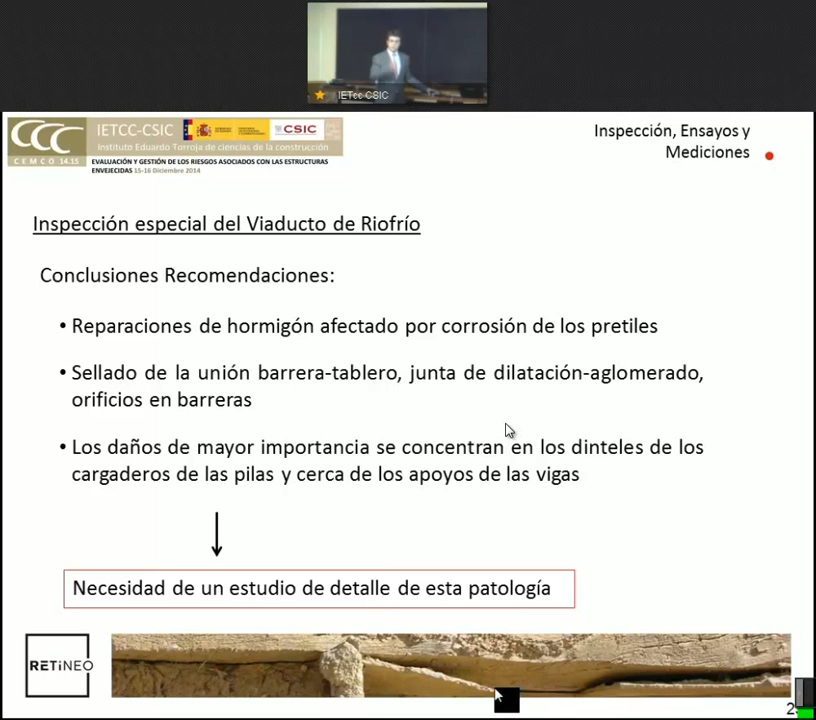 IETcc CSIC
CCC
CEMCO 14.15
IETCC-CSIC
CSIC
Instituto Eduardo Torroja de ciencias de la construcción
EVALUACIÓN Y GESTIÓN DE LOS RIESGOS ASOCIADOS CON LAS ESTRUCTURAS
ENVEJECIDAS 15-16 Diciembre 2014
Inspección, Ensayos y
Mediciones
Inspección especial del Viaducto de Riofrío
Conclusiones Recomendaciones:
• Reparaciones de hormigón afectado por corrosión de los pretiles
• Sellado de la unión barrera-tablero, junta de dilatación-aglomerado,
orificios en barreras
• Los daños de mayor importancia se concentran en los dinteles de los
cargaderos de las pilas y cerca de los apoyos de las vigas
Necesidad de un estudio de detalle de esta patología
RETINEO